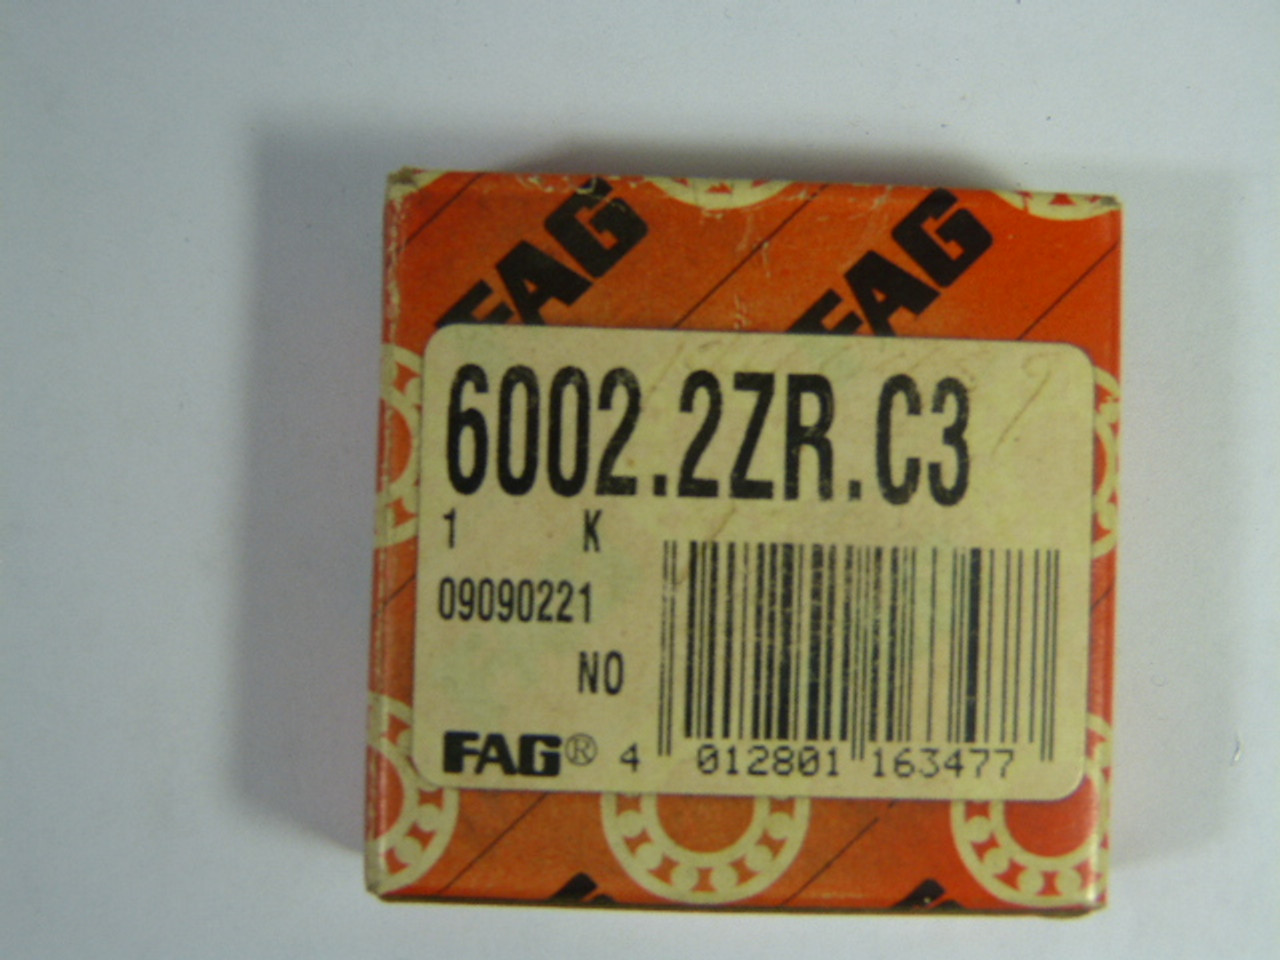 FAG FAG
6002.2ZR.C3
1 K
09090221
NO
FAG® 4 012801 163477